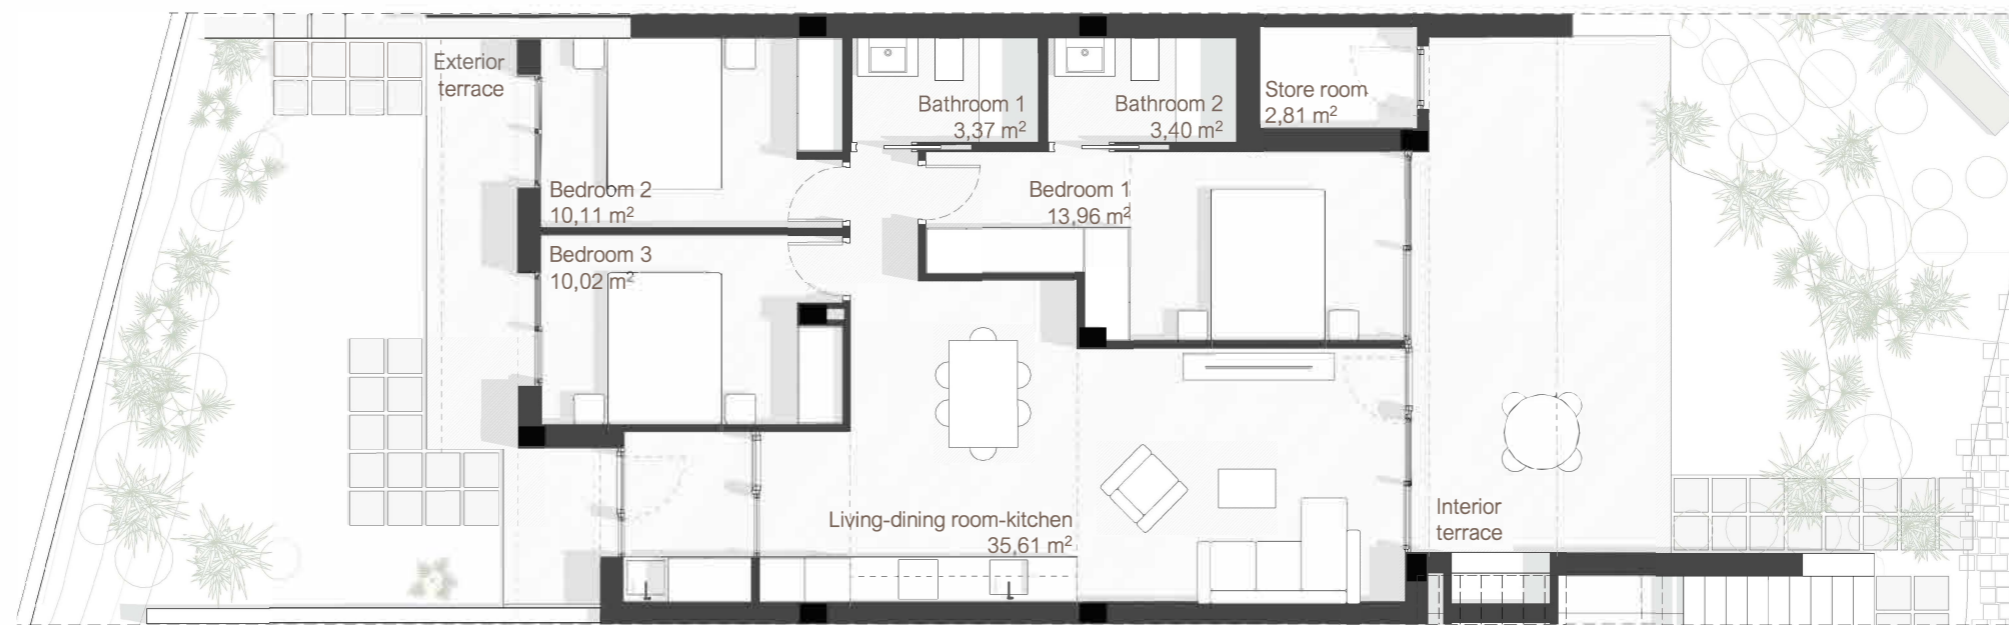 Exterior
terrace
Bathroom 1
3,37 m²
Bathroom 2
3,40 m²
Store room
2,81 m²
Bedroom 2
10,11 m²
Bedroom 1
13,96 m²
Bedroom 3
10,02 m²
Living-dining room-kitchen
35,61 m²
Interior
terrace